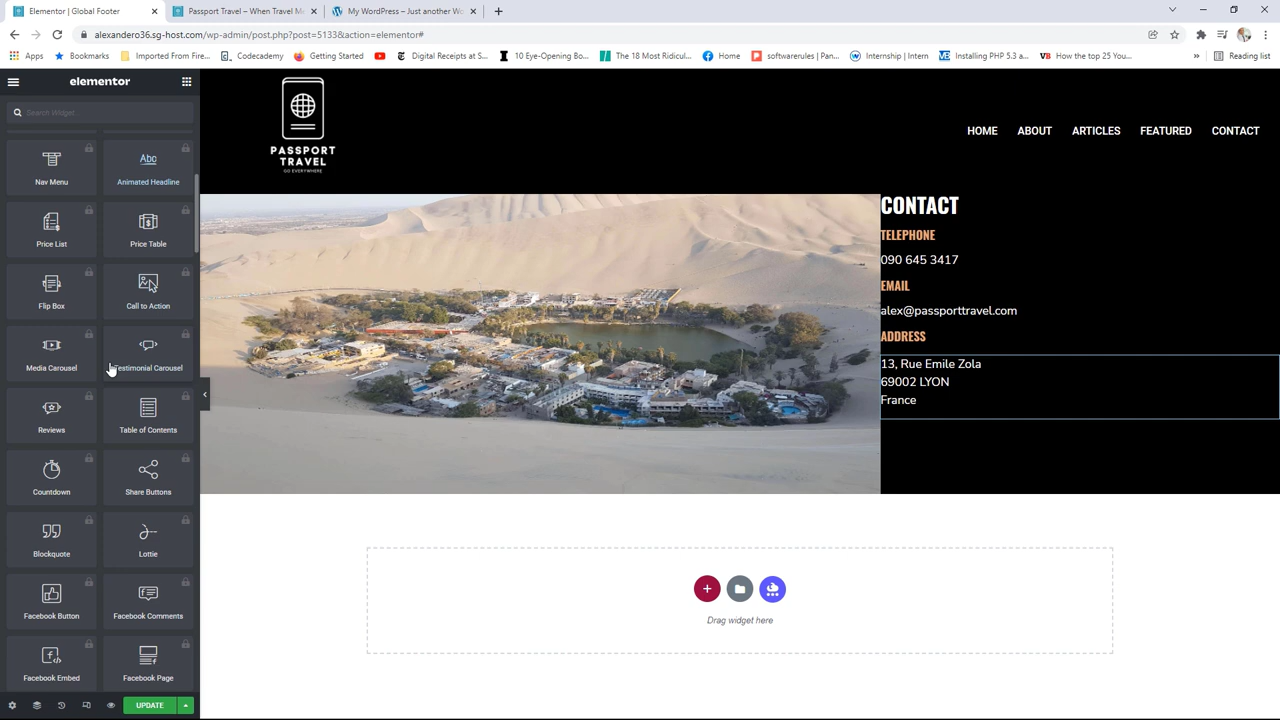 Elementor | Global Footer
Passport Travel – When Travel M
My WordPress – Just another Wo
alexandero36.sg-host.com/wp-admin/post.php?post=5133&action=elementor#
Apps
Bookmarks
Imported From Fire...
Codecademy
Getting Started
Digital Receipts at S...
10 Eye-Opening Bo...
The 18 Most Ridicul...
Home
softwarerules | Pan...
Internship | Intern
Installing PHP 5.3 a...
How the top 25 You...
»
Reading list
elementor
Search Widget...
Nav Menu
Animated Headline
Price List
Price Table
Flip Box
Call to Action
Media Carousel
Testimonial Carousel
Reviews
Table of Contents
Countdown
Share Buttons
Blockquote
Lottie
Facebook Button
Facebook Comments
Facebook Embed
Facebook Page
UPDATE
PASSPORT
TRAVEL
GO EVERYWHERE
HOME
ABOUT
ARTICLES
FEATURED
CONTACT
CONTACT
TELEPHONE
090 645 3417
EMAIL
alex@passporttravel.com
ADDRESS
13, Rue Emile Zola
69002 LYON
France
Drag widget here